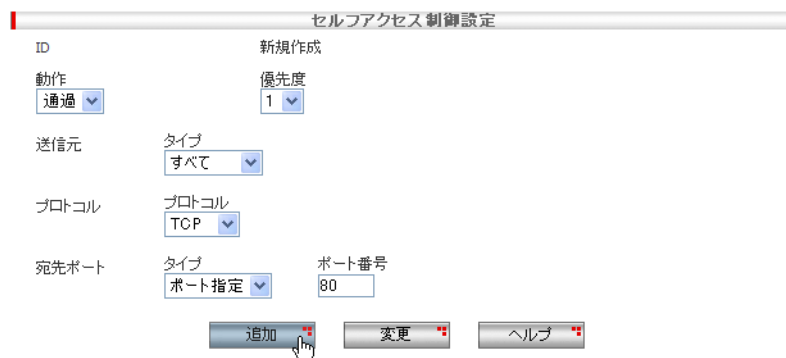 セルフアクセス制御設定
ID 新規作成
動作 優先度
通過 1
送信元 タイプ
すべて
プロトコル プロトコル
TCP
宛先ポート タイプ ポート番号
ポート指定 80
追加 変更 ヘルプ